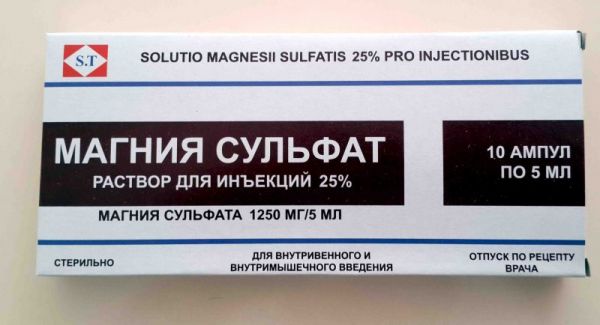 S.T
SOLUTIO MAGNESII SULFATIS 25% PRO INJECTIONIBUS
МАГНИЯ СУЛЬФАТ
РАСТВОР ДЛЯ ИНЪЕКЦИЙ 25%
МАГНИЯ СУЛЬФАТА 1250 МГ/5 МЛ
10 АМПУЛ
ПО 5 МЛ
СТЕРИЛЬНО
ДЛЯ ВНУТРИВЕННОГО И
ВНУТРИМЫШЕЧНОГО ВВЕДЕНИЯ
ОТПУСК ПО РЕЦЕПТУ
ВРАЧА